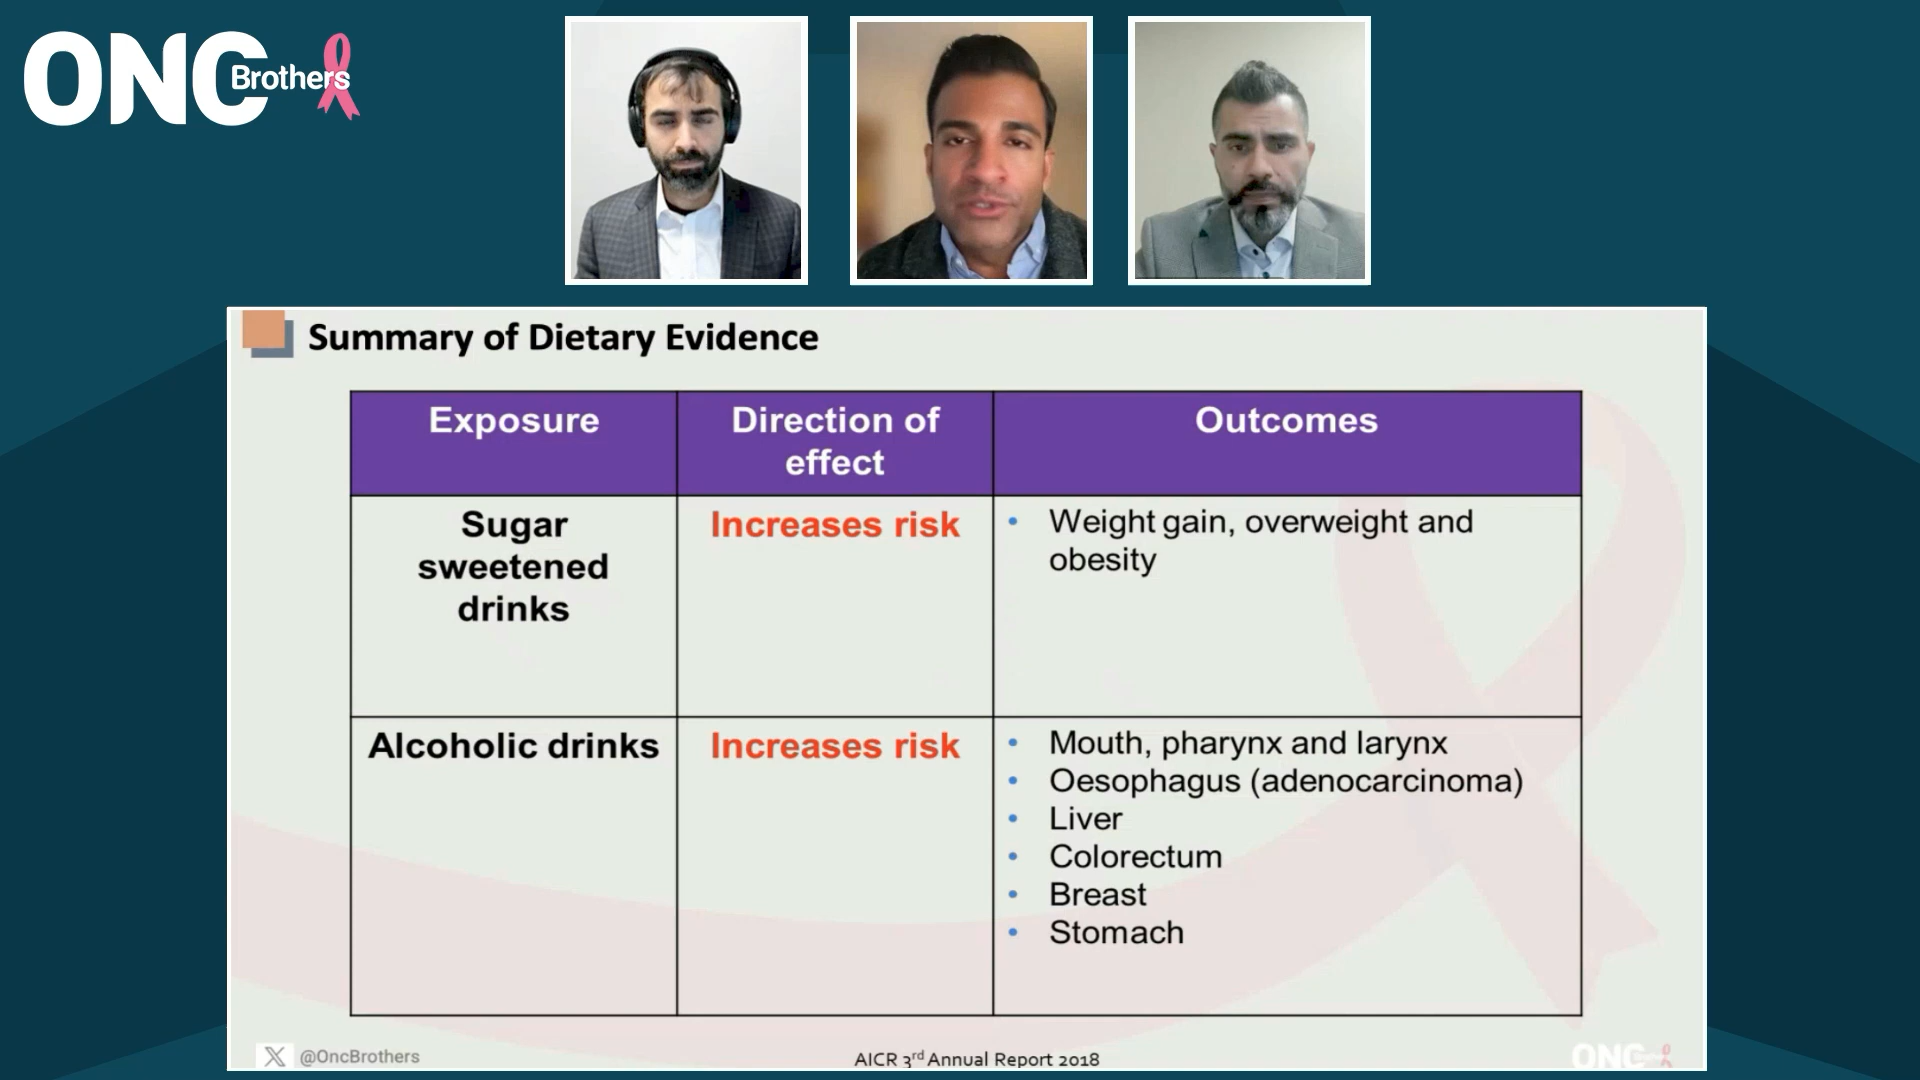 ONC Brothers
Summary of Dietary Evidence
Exposure
Direction of
effect
Outcomes
Sugar
sweetened
drinks
Increases risk
• Weight gain, overweight and
obesity
Alcoholic drinks
Increases risk
• Mouth, pharynx and larynx
• Oesophagus (adenocarcinoma)
• Liver
• Colorectum
• Breast
• Stomach
X @OncBrothers
AICR 3rd Annual Report 2018
ONC